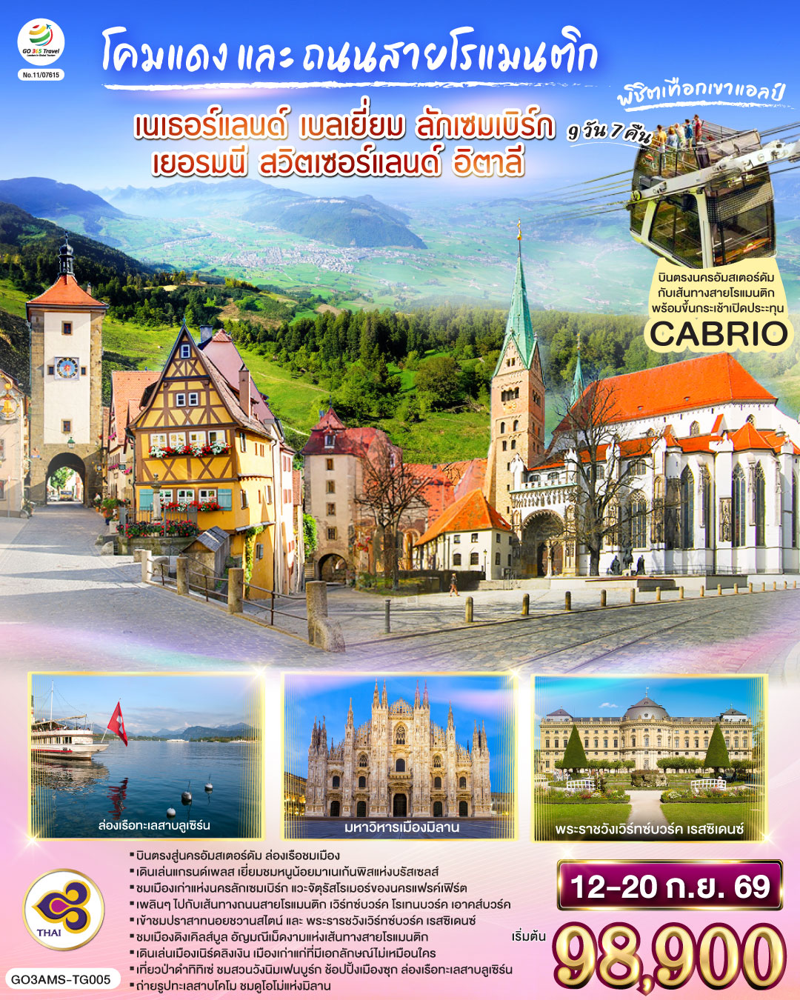 GO 365 Travel
Leaders in Global Tourism
No.11/07615
โคมแดง และ ถนนสายโรแมนติก
พิชิตเทือกเขาแอลป์
เนเธอร์แลนด์ เบลเยี่ยม ลักเซมเบิร์ก
เยอรมนี สวิตเซอร์แลนด์ อิตาลี
9 วัน 7 คืน
บินตรงนครอัมสเตอร์ดัม
กับเส้นทางสายโรแมนติก
พร้อมขึ้นกระเช้าเปิดประะทุน
CABRIO
ล่องเรือทะเลสาบลูเซิร์น
มหาวิหารเมืองมิลาน
พระราชวังเวิร์ทซ์บวร์ค เรสซิเดนซ์
▪บินตรงสู่นครอัมสเตอร์ดัม ล่องเรือชมเมือง
▪เดินเล่นแกรนด์เพลส เยี่ยมชมหนูน้อยมาเนเก้นพิสแห่งบรัสเซลส์
▪ชมเมืองเก่าแห่งนครลักเซมเบิร์ก แวะจัตุรัสโรเมอร์ของนครแฟรงค์เฟิร์ต
▪เพลินๆ ไปกับเส้นทางถนนสายโรแมนติก เวิร์ทซ์บวร์ค โรเทนบวร์ค เอาคส์บวร์ค
▪เข้าชมปราสาทนอยชวานสไตน์ และ พระราชวังเวิร์ทซ์บวร์ค เรสซิเดนซ์
▪ชมเมืองดิงเคิลส์บูล อัญมณีเม็ดงามแห่งเส้นทางสายโรแมนติก
▪เดินเล่นเมืองเนิร์ดลิงเงิน เมืองเก่าแก่ที่มีเอกลักษณ์ไม่เหมือนใคร
▪เที่ยวป่าดำทิทิเซ่ ชมสวนวังนิมเฟนบูร์ก ช้อปปิ้งเมืองซุก ล่องเรือทะเลสาบลูเซิร์น
▪ถ่ายรูปทะเลสาบโคโม ชมดูโอโม่แห่งมิลาน
THAI
GO3AMS-TG005
12-20 ก.ย. 69
เริ่มต้น
98,900